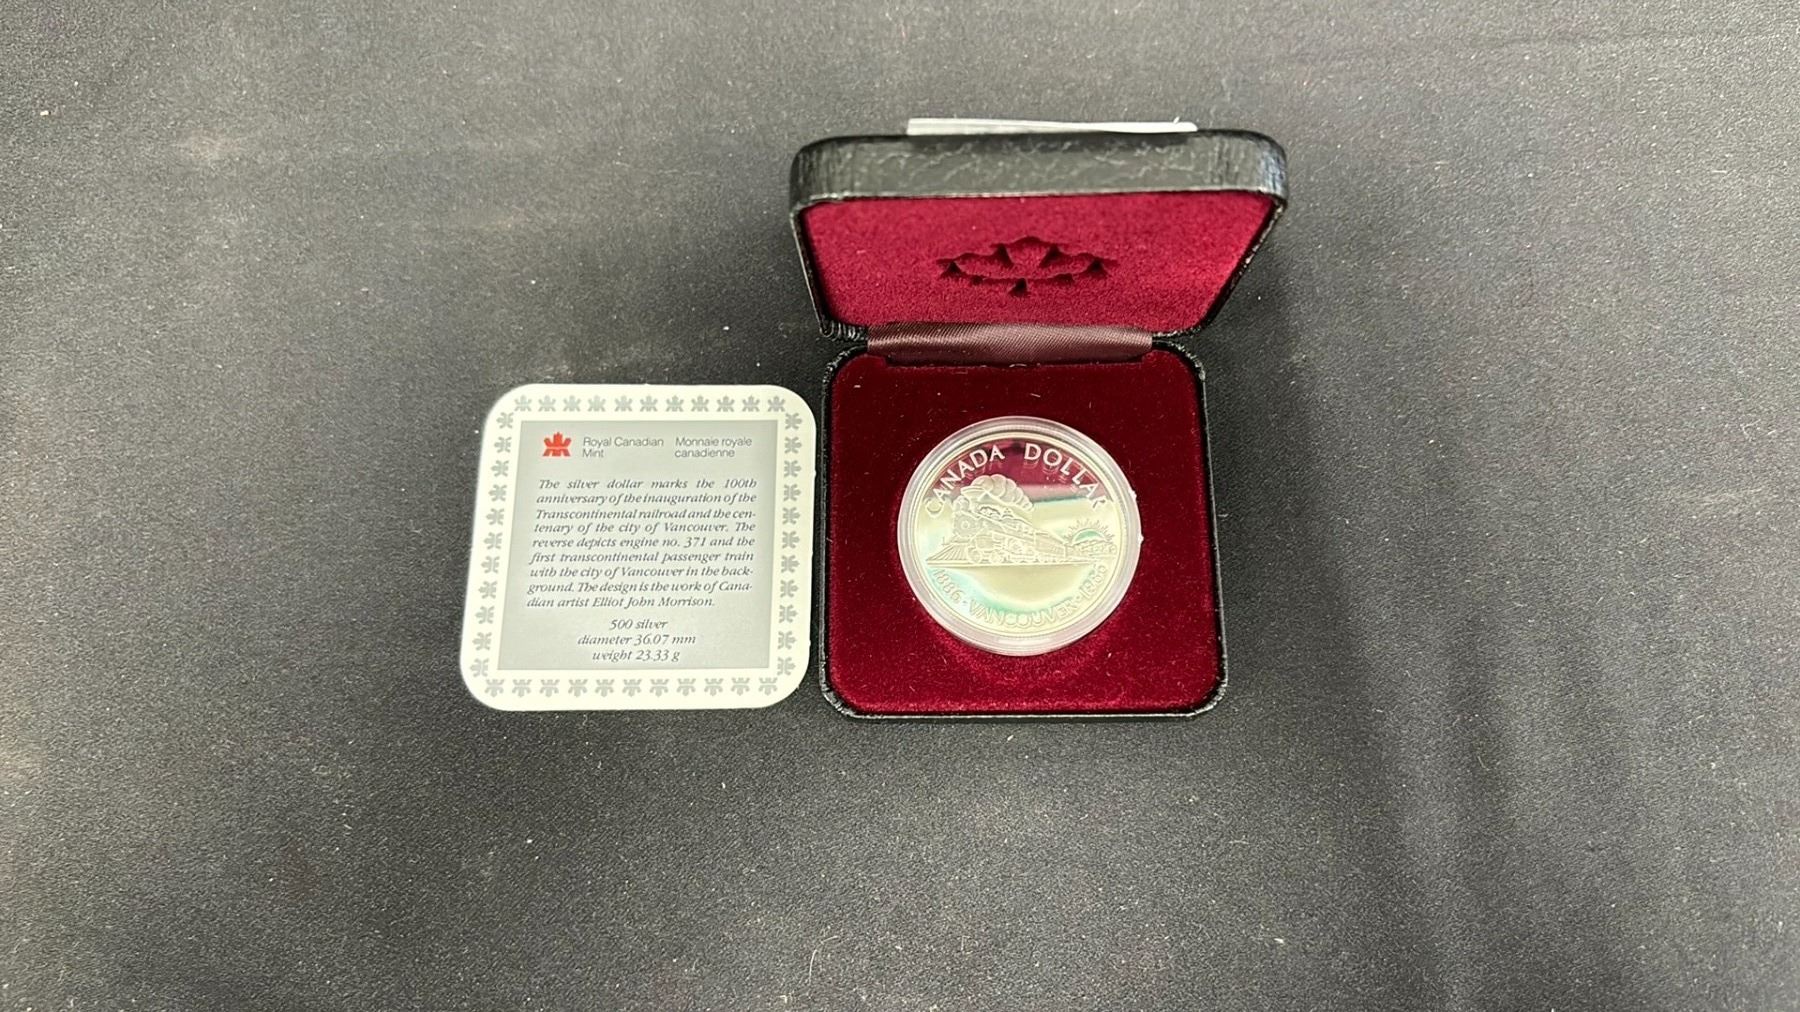 Royal Canadian Mint
Monnaie royale canadienne
The silver dollar marks the 100th
anniversary of the inauguration of the
Transcontinental railroad and the cen-
tenary of the city of Vancouver. The
reverse depicts engine no. 371 and the
first transcontinental passenger train
with the city of Vancouver in the back-
ground. The design is the work of Cana-
dian artist Elliot John Morrison.
500 silver
diameter 36.07 mm
weight 23.33 g
CANADA DOLLAR
1886 · VANCOUVER · 1986